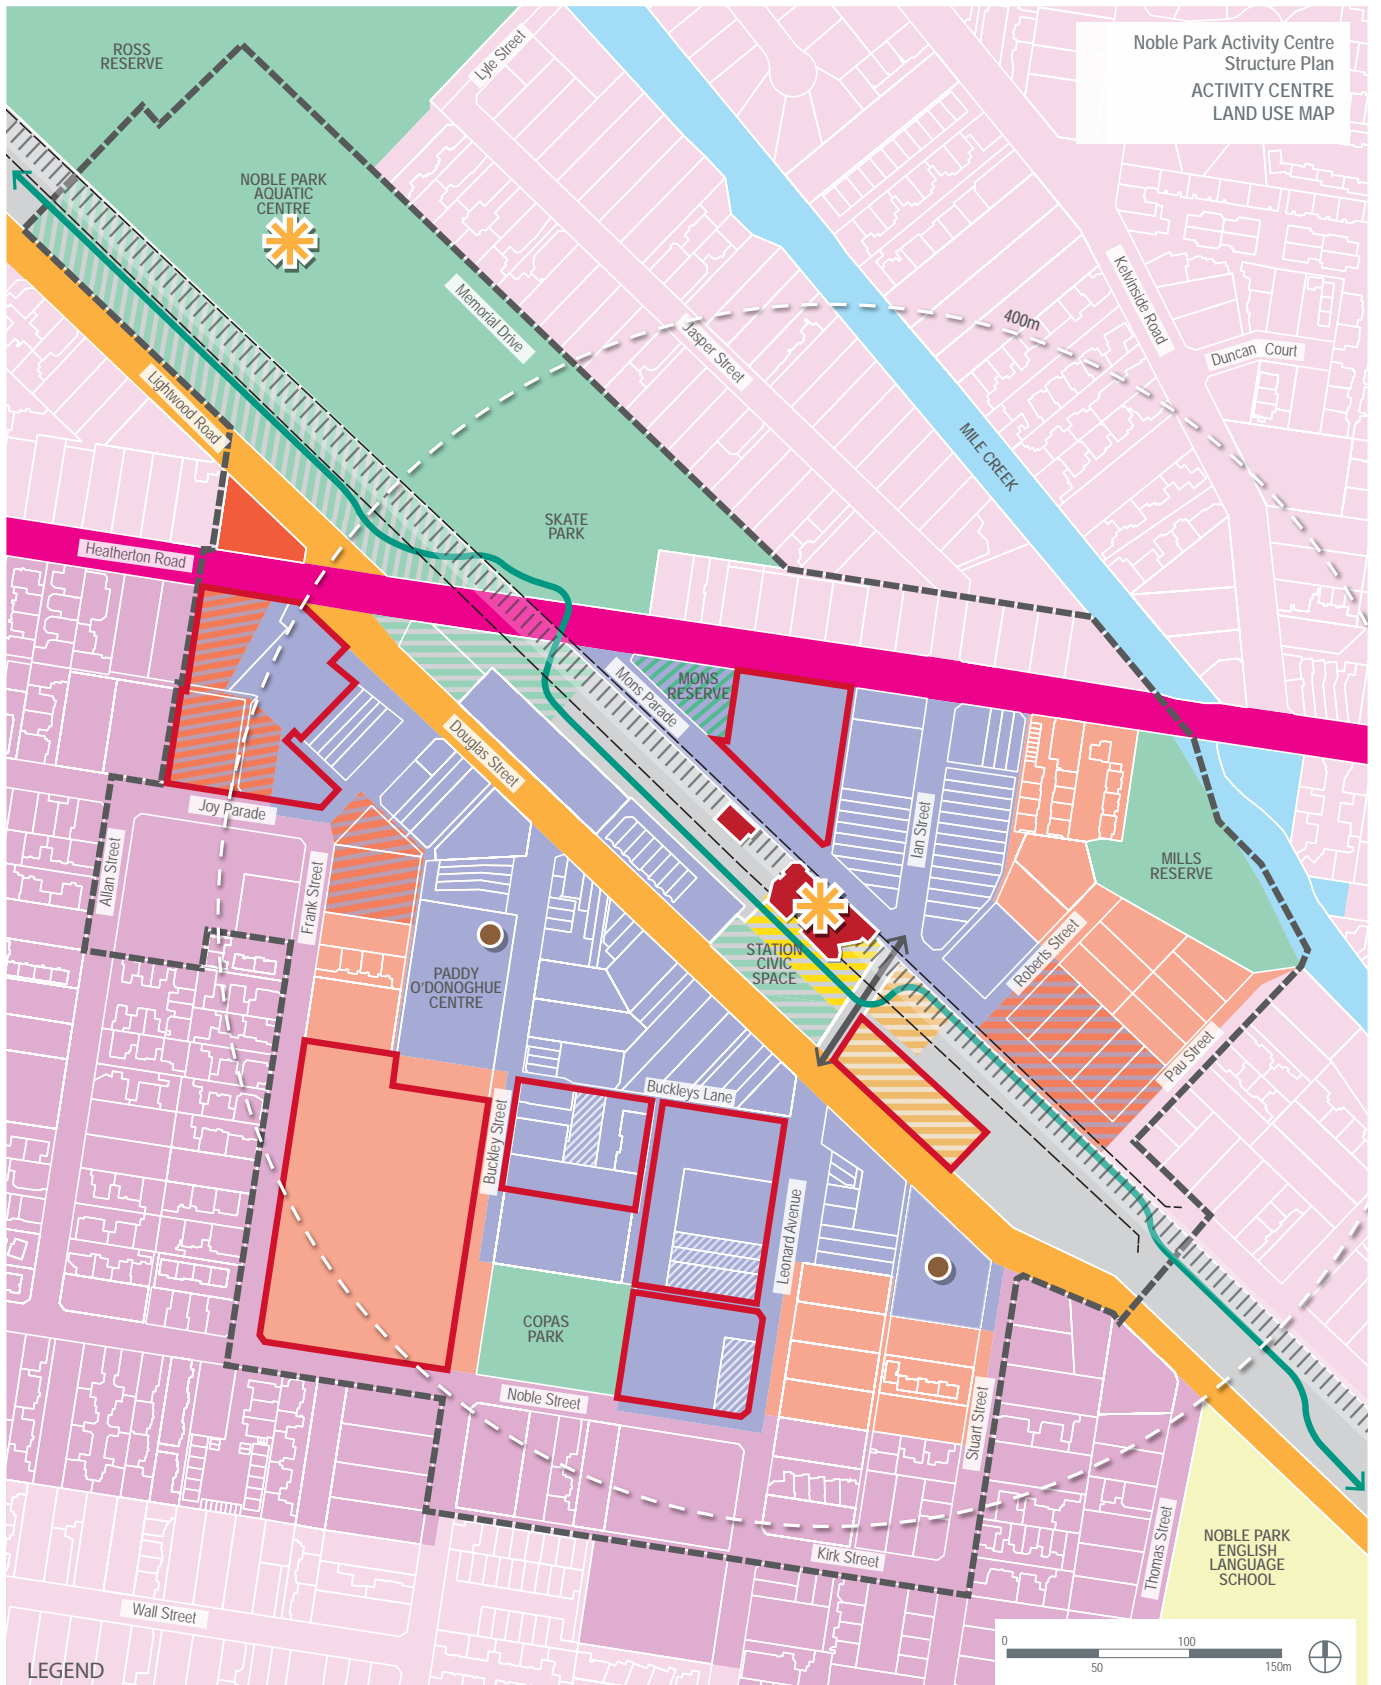 Noble Park Activity Centre
Structure Plan
ACTIVITY CENTRE
LAND USE MAP
ROSS
RESERVE
Lyle Street
NOBLE PARK
AQUATIC
CENTRE
Memorial Drive
Jasper Street
400m
Kelvinside Road
Duncan Court
Lightwood Road
MILE CREEK
SKATE
PARK
Heatherton Road
MONS
RESERVE
Mons Parade
Douglas Street
Joy Parade
Ian Street
MILLS
RESERVE
Allan Street
Frank Street
STATION
CIVIC
SPACE
Roberts Street
PADDY
O'DONOGHUE
CENTRE
Pau Street
Buckleys Lane
Buckley Street
Leonard Avenue
COPAS
PARK
Noble Street
Stuart Street
Thomas Street
Kirk Street
NOBLE PARK
ENGLISH
LANGUAGE
SCHOOL
Wall Street
LEGEND
0
100
50
150m